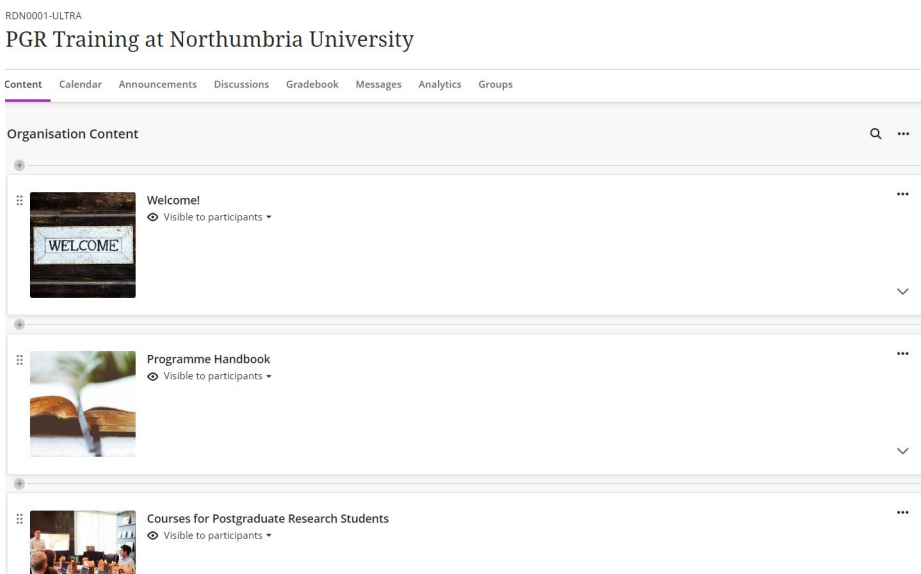 RDN0001-ULTRA
PGR Training at Northumbria University
Content Calendar Announcements Discussions Gradebook Messages Analytics Groups
Organisation Content
Welcome!
Visible to participants
WELCOME
Programme Handbook
Visible to participants
Courses for Postgraduate Research Students
Visible to participants